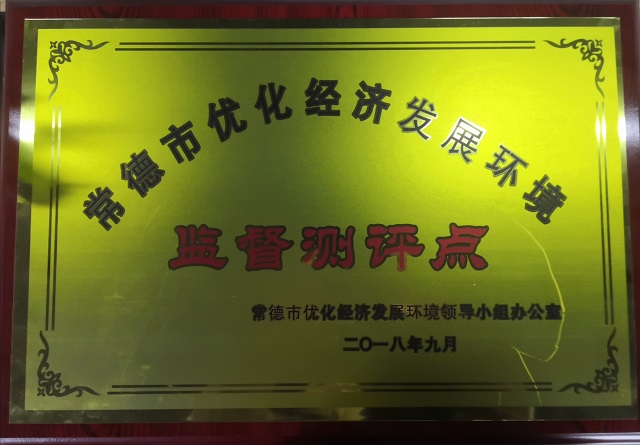 常德市优化经济发展环境
监督测评点
常德市优化经济发展环境领导小组办公室
二〇一八年九月